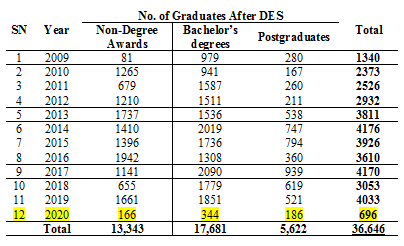 No. of Graduates After DES
SN Year Non-Degree Awards Bachelor's degrees Postgraduates Total
1 2009 81 979 280 1340
2 2010 1265 941 167 2373
3 2011 679 1587 260 2526
4 2012 1210 1511 211 2932
5 2013 1737 1536 538 3811
6 2014 1410 2019 747 4176
7 2015 1396 1736 794 3926
8 2016 1942 1308 360 3610
9 2017 1141 2090 939 4170
10 2018 655 1779 619 3053
11 2019 1661 1851 521 4033
12 2020 166 344 186 696
Total 13,343 17,681 5,622 36,646